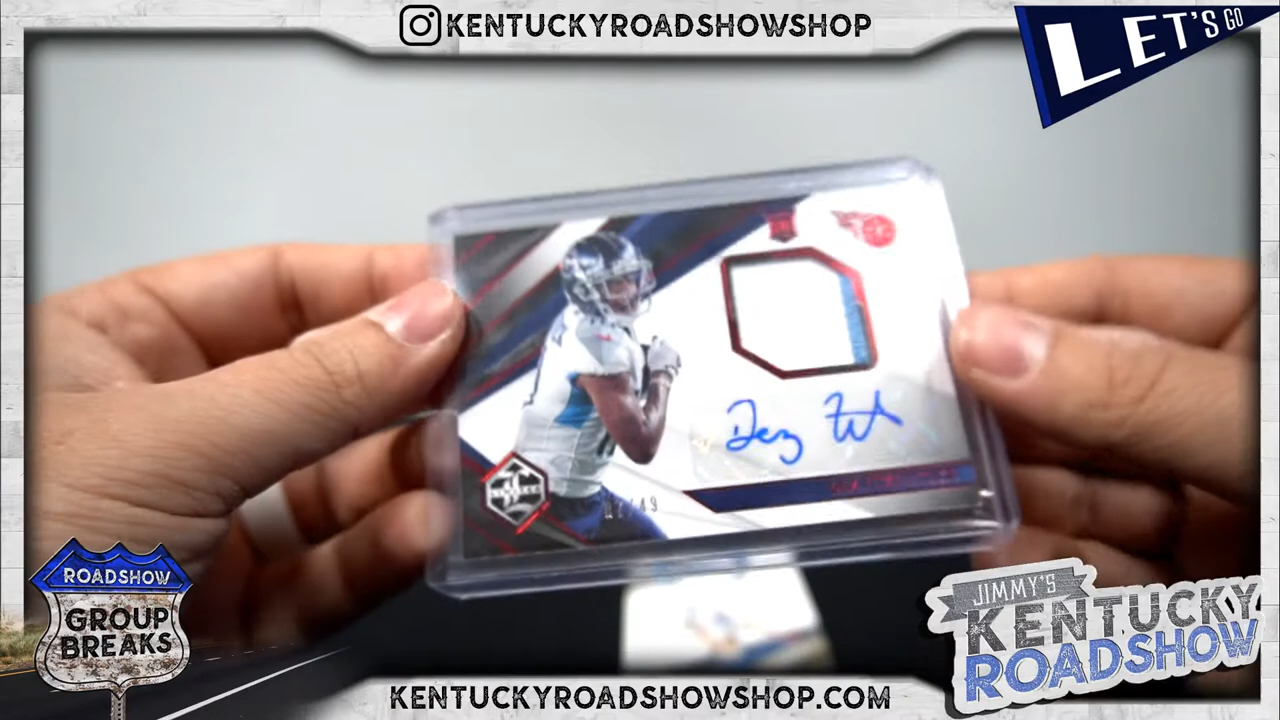 KENTUCKYROADSHOWSHOP
LET'S GO
ROADSHOW
GROUP
BREAKS
JIMMY'S
KENTUCKY
ROADSHOW
KENTUCKYROADSHOWSHOP.COM